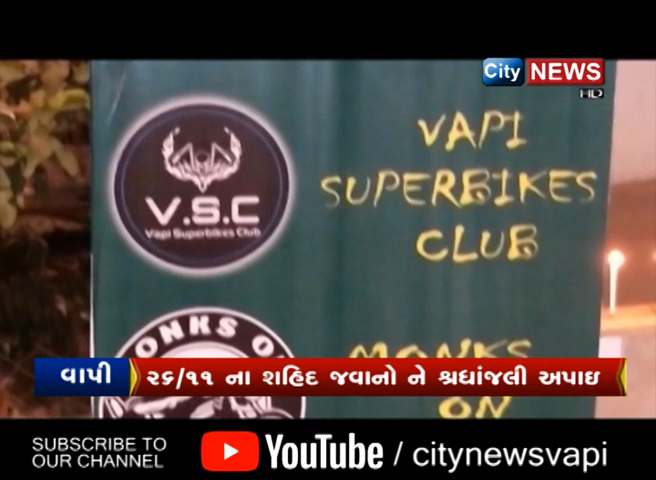 City NEWS
HD
VAPI
SUPERBIKES
CLUB
V.S.C
Vapi Superbikes Club
MONKS
ON
વાપી
૨૬/૧૧ ના શહિદ જવાનો ને શ્રધાંજલી અપાઇ
SUBSCRIBE TO
OUR CHANNEL
YouTube / citynewsvapi